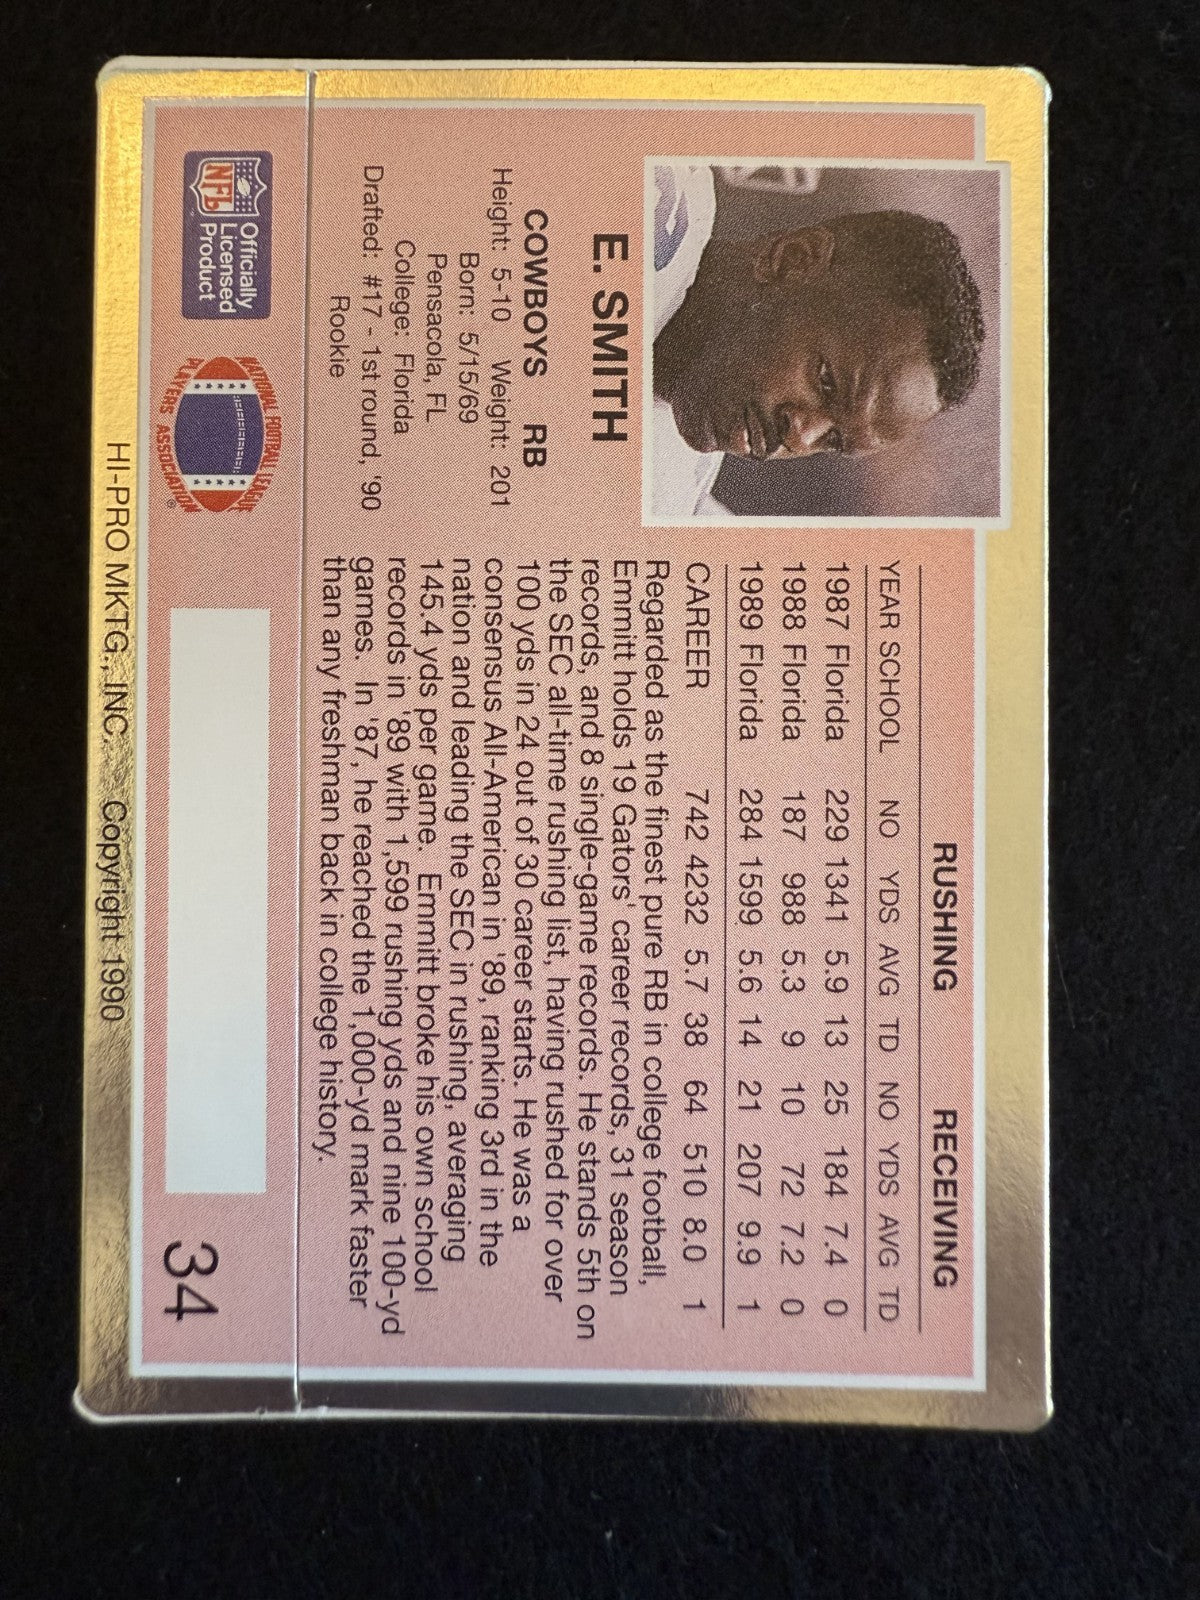 E. SMITH
COWBOYS RB
Height: 5-10 Weight: 201
Born: 5/15/69
Pensacola, FL
College: Florida
Drafted: #17 - 1st round, '90
Rookie
RUSHING RECEIVING
YEAR SCHOOL NO YDS AVG TD NO YDS AVG TD
1987 Florida 229 1341 5.9 13 25 184 7.4 0
1988 Florida 187 988 5.3 9 10 72 7.2 0
1989 Florida 284 1599 5.6 14 21 207 9.9 1
CAREER 742 4232 5.7 38 64 510 8.0 1
Regarded as the finest pure RB in college football,
Emmitt holds 19 Gators' career records, 31 season
records, and 8 single-game records. He stands 5th on
the SEC all-time rushing list, having rushed for over
100 yds in 24 out of 30 career starts. He was a
consensus All-American in '89, ranking 3rd in the
nation and leading the SEC in rushing, averaging
145.4 yds per game. Emmitt broke his own school
records in '89 with 1,599 rushing yds and nine 100-yd
games. In '87, he reached the 1,000-yd mark faster
than any freshman back in college history.
NFL
Officially
Licensed
Product
NATIONAL FOOTBALL LEAGUE
PLAYERS ASSOCIATION ®
34
HI-PRO MKTG., INC, Copyright 1990